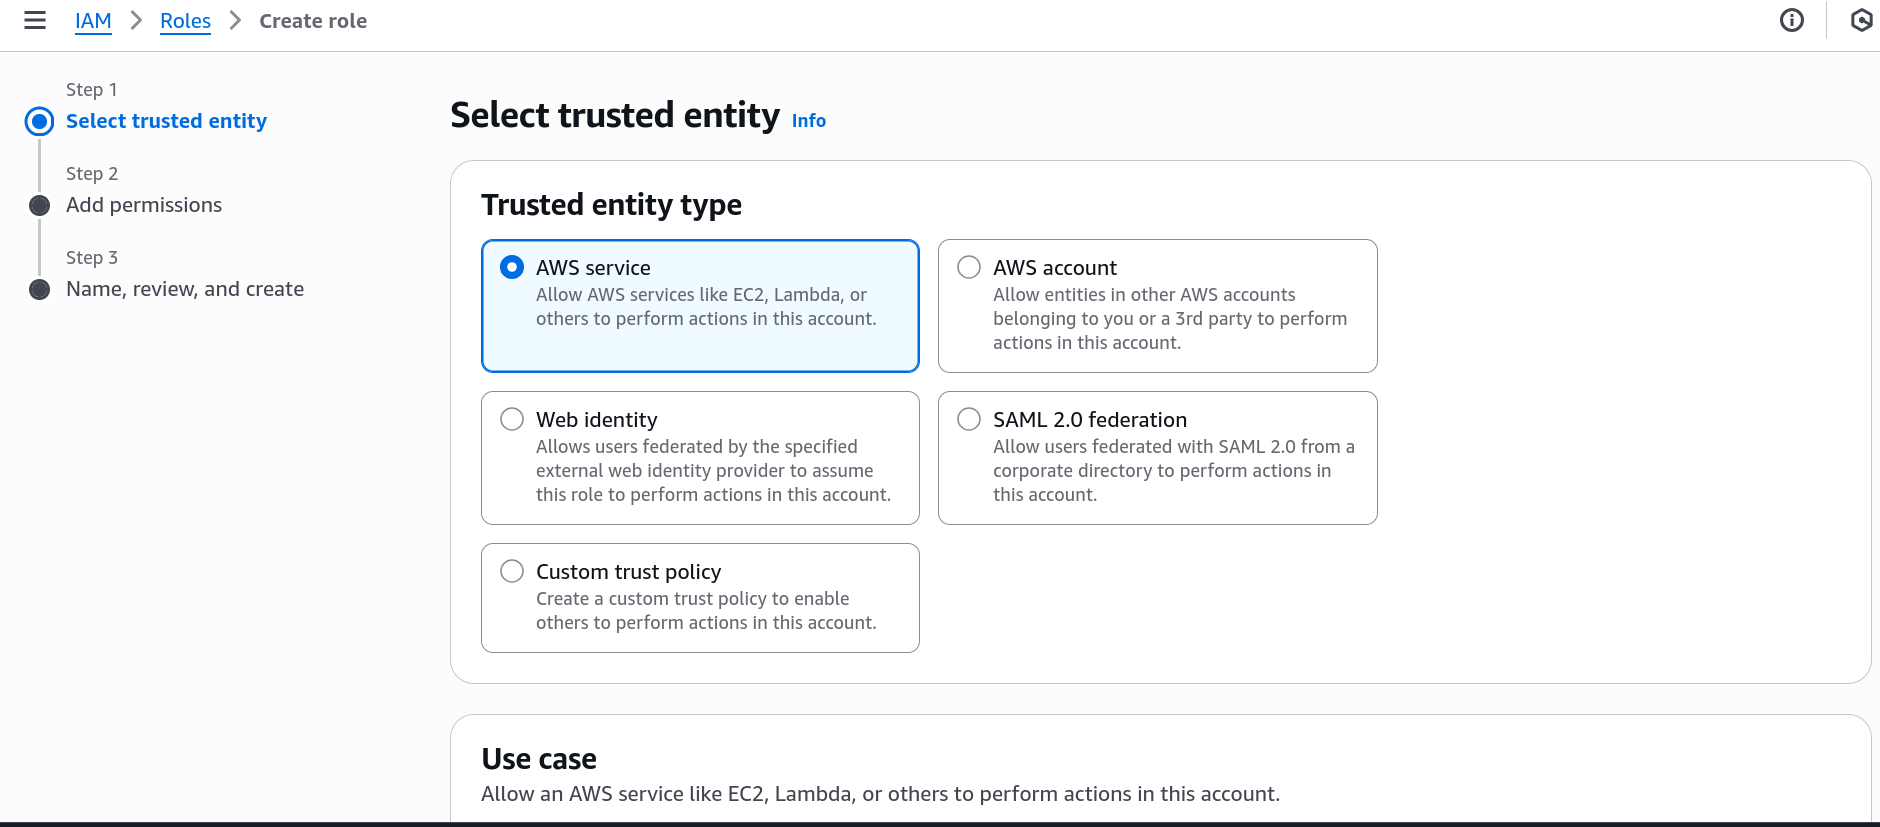 IAM > Roles > Create role
Step 1
Select trusted entity
Step 2
Add permissions
Step 3
Name, review, and create
Select trusted entity Info
Trusted entity type
AWS service
Allow AWS services like EC2, Lambda, or
others to perform actions in this account.
AWS account
Allow entities in other AWS accounts
belonging to you or a 3rd party to perform
actions in this account.
Web identity
Allows users federated by the specified
external web identity provider to assume
this role to perform actions in this account.
SAML 2.0 federation
Allow users federated with SAML 2.0 from a
corporate directory to perform actions in
this account.
Custom trust policy
Create a custom trust policy to enable
others to perform actions in this account.
Use case
Allow an AWS service like EC2, Lambda, or others to perform actions in this account.